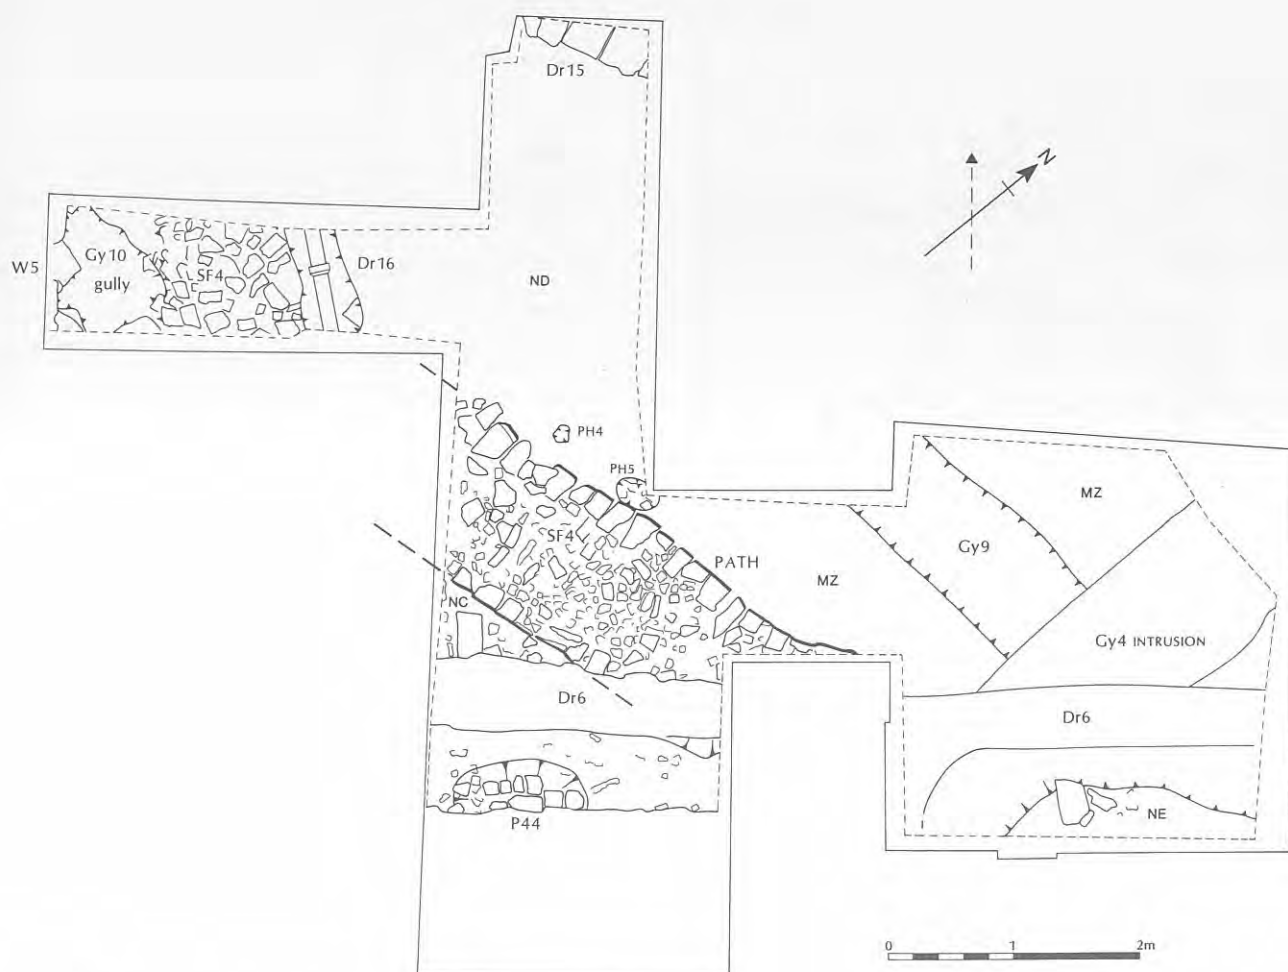 Dr15
N
W5
Gy10
gully
SF4
Dr16
ND
PH4
PH5
MZ
Gy9
SF4
PATH
MZ
NC
Gy4 INTRUSION
Dr6
Dr6
NE
P44
0 1 2m